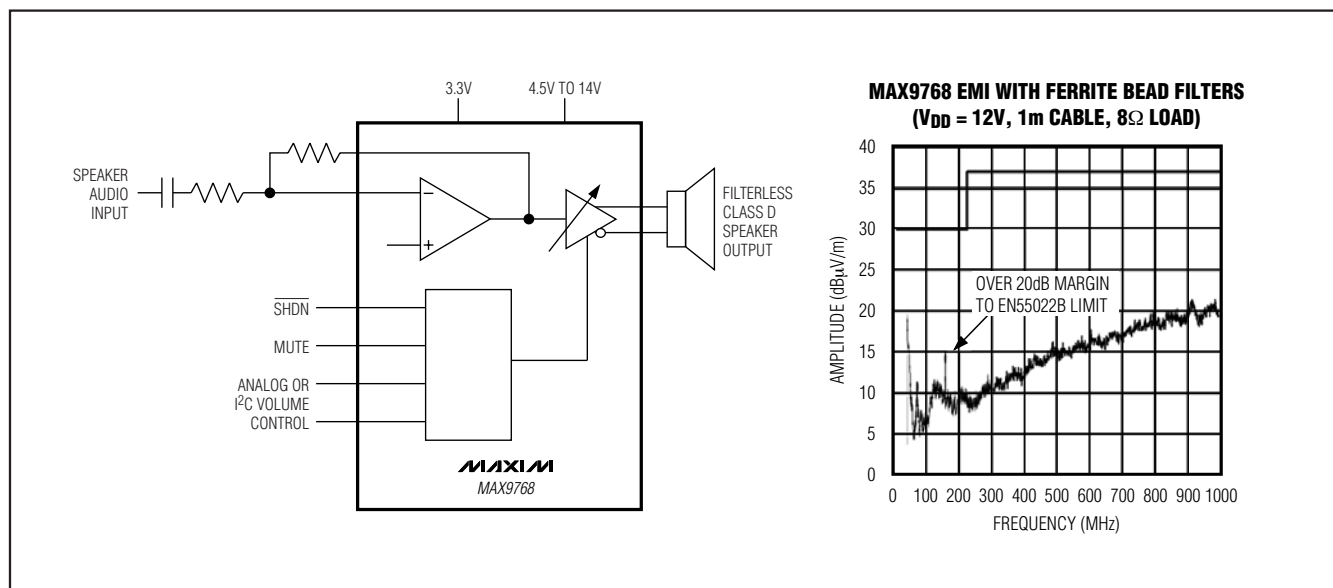 3.3V
4.5V TO 14V
SPEAKER
AUDIO
INPUT
−
+
FILTERLESS
CLASS D
SPEAKER
OUTPUT
SHDN
MUTE
ANALOG OR
I²C VOLUME
CONTROL
MAXIM
MAX9768
MAX9768 EMI WITH FERRITE BEAD FILTERS
(VDD = 12V, 1m CABLE, 8Ω LOAD)
AMPLITUDE (dBµV/m)
40
35
30
25
20
15
10
5
0
OVER 20dB MARGIN
TO EN55022B LIMIT
0 100 200 300 400 500 600 700 800 900 1000
FREQUENCY (MHz)